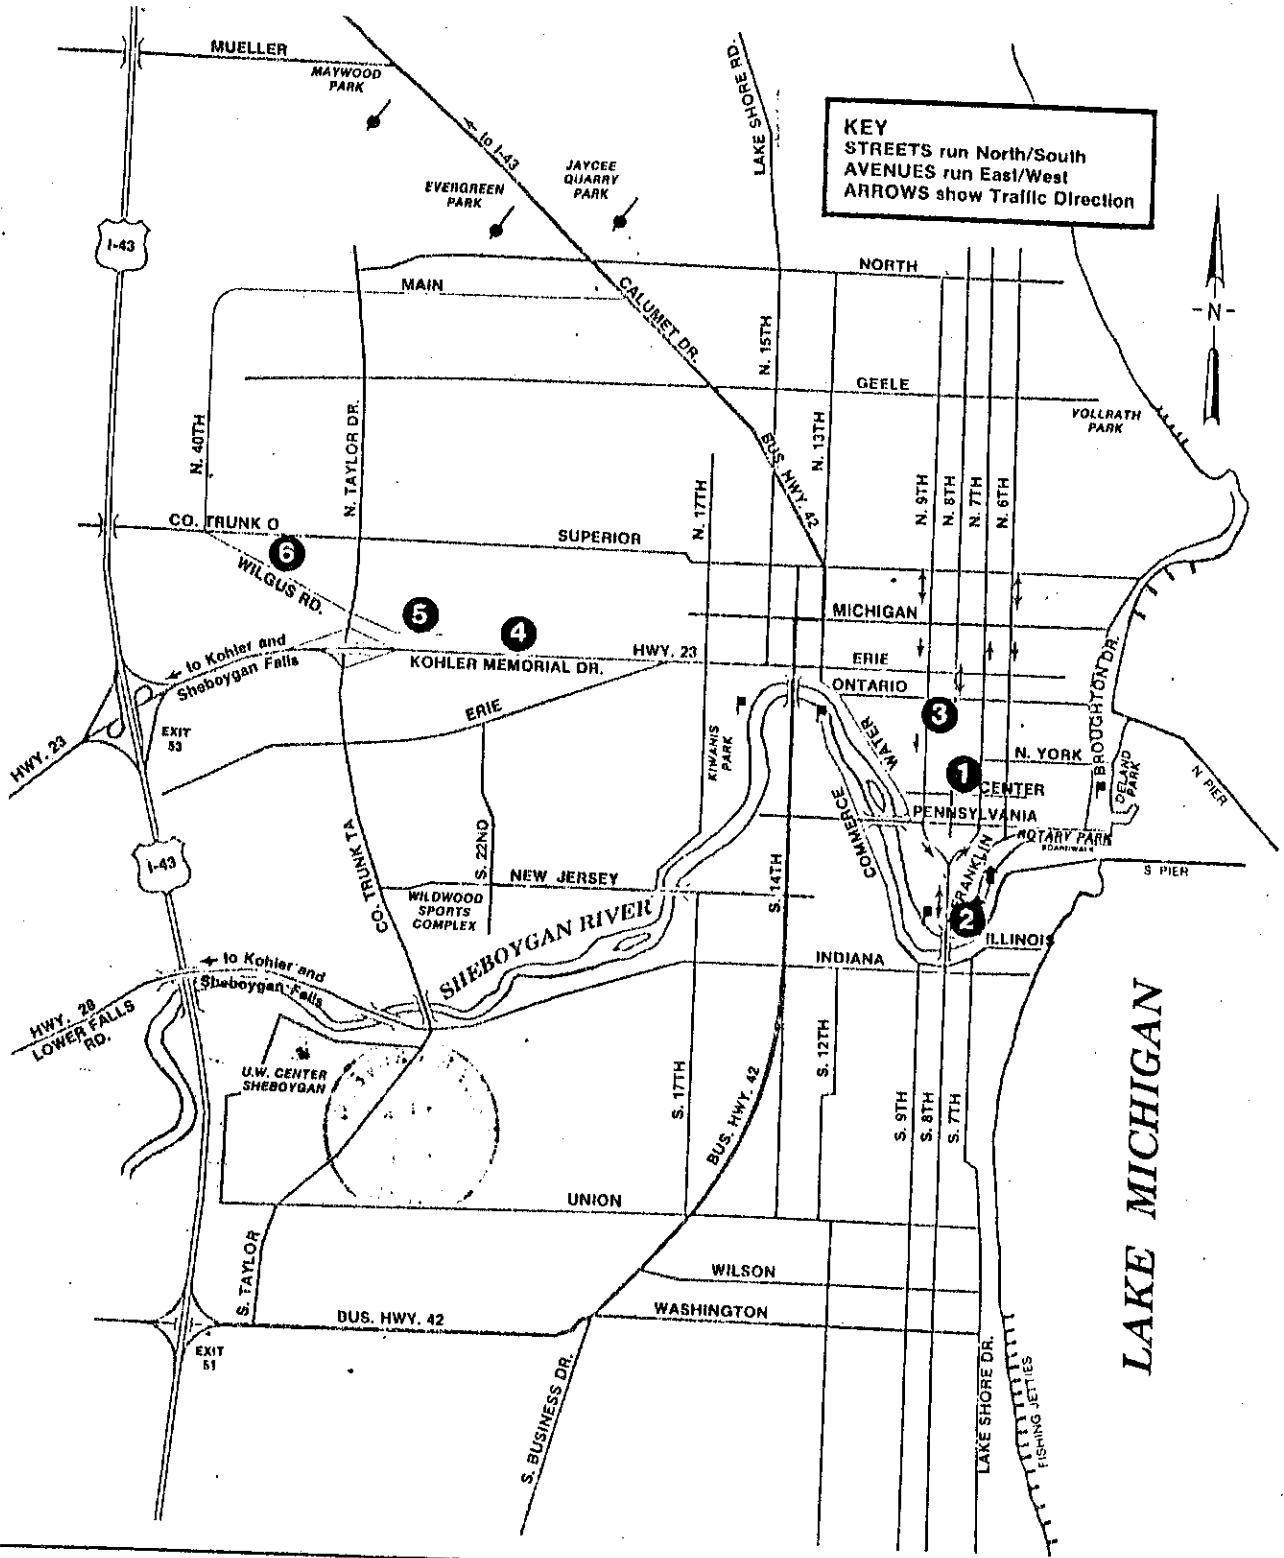 MUELLER
MAYWOOD
PARK
← to I-43
LAKE SHORE RD.
KEY
STREETS run North/South
AVENUES run East/West
ARROWS show Traffic Direction
JAYCEE
QUARRY
PARK
EVERGREEN
PARK
I-43
NORTH
MAIN
CALUMET DR.
-N-
N. 15TH
GEELE
VOLLRATH
PARK
N. 40TH
N. TAYLOR DR.
N. 13TH
BUS. HWY. 42
N. 17TH
N. 9TH
N. 8TH
N. 7TH
N. 6TH
CO. TRUNK O
SUPERIOR
6
WILGUS RD.
5
4
MICHIGAN
← to Kohler and
Sheboygan Falls
HWY. 23
KOHLER MEMORIAL DR.
ERIE
ONTARIO
BROUGHTON DR.
3
ERIE
EXIT
53
HWY. 23
KIWANIS
PARK
WATER
N. YORK
1
CENTER
DELAND
PARK
N PIER
PENNSYLVANIA
COMMERCE
FRANKLIN
ROTARY PARK
BOARDWALK
S PIER
I-43
CO. TRUNK TA
S. 22ND
NEW JERSEY
S. 14TH
WILDWOOD
SPORTS
COMPLEX
SHEBOYGAN RIVER
2
ILLINOIS
INDIANA
← to Kohler and
Sheboygan Falls
HWY. 28
LOWER FALLS
RD.
U.W. CENTER
SHEBOYGAN
S. 17TH
BUS. HWY. 42
S. 12TH
S. 9TH
S. 8TH
S. 7TH
LAKE MICHIGAN
UNION
S. TAYLOR
WILSON
WASHINGTON
BUS. HWY. 42
EXIT
51
S. BUSINESS DR.
LAKE SHORE DR.
FISHING JETTIES